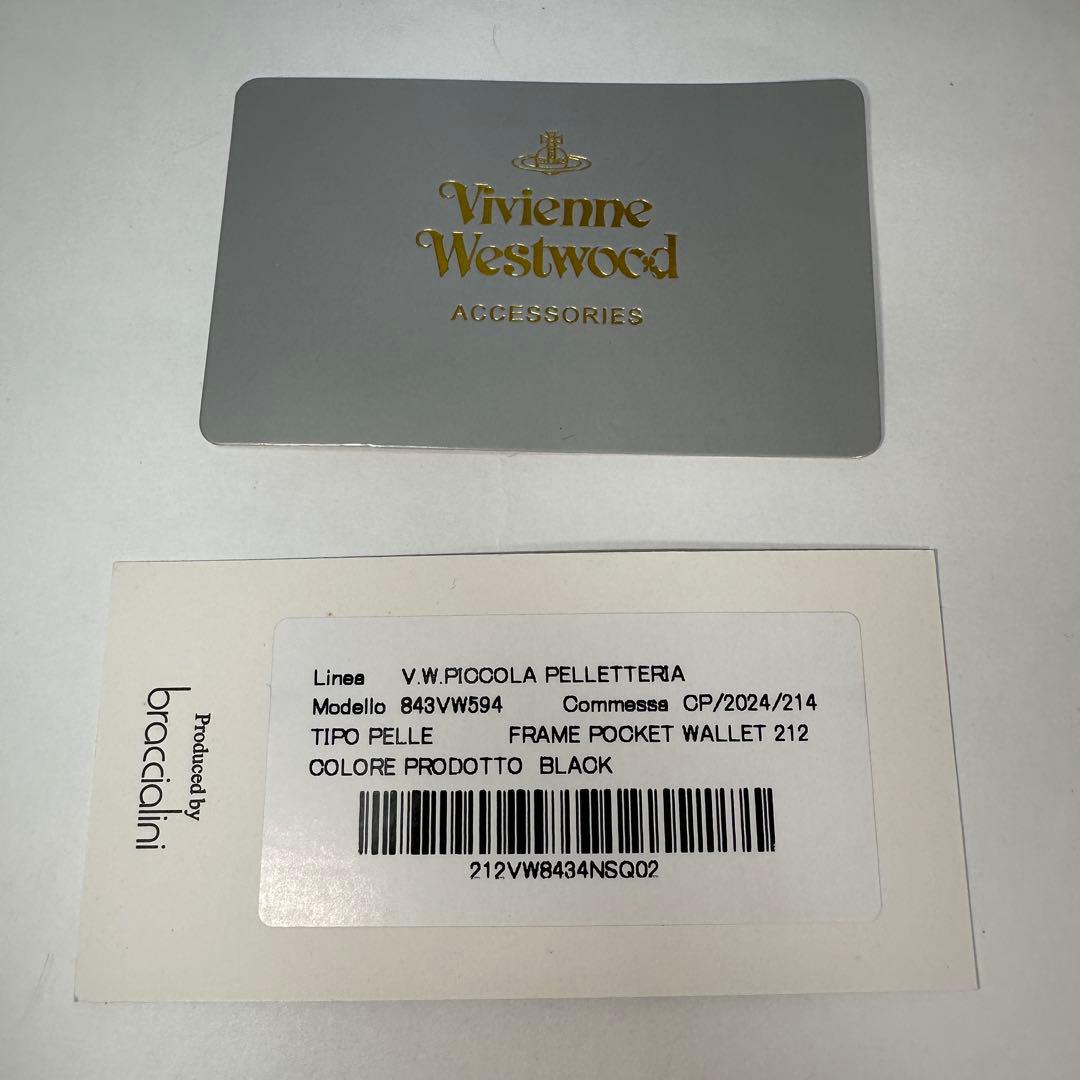 Vivienne
Westwood
ACCESSORIES
Linea V.W.PICCOLA PELLETTERIA
Modello 843VW594 Commessa CP/2024/214
TIPO PELLE FRAME POCKET WALLET 212
COLORE PRODOTTO BLACK
212VW8434NSQ02
Produced by
braccialini